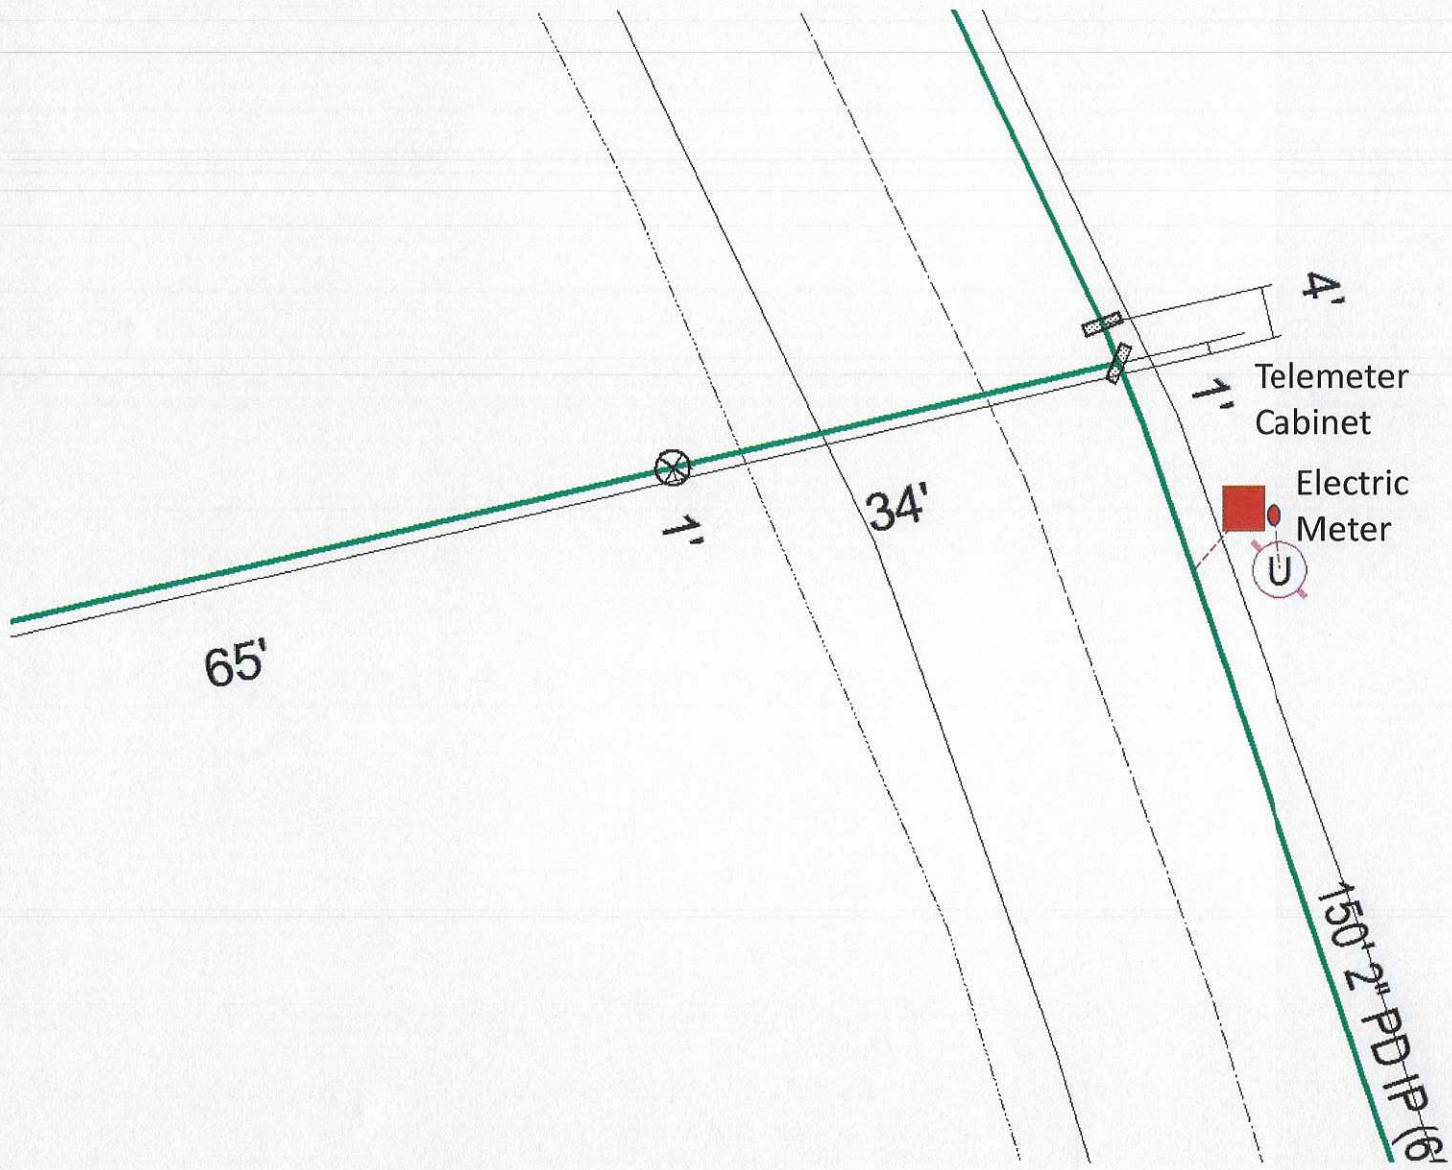 4'
1'
Telemeter
Cabinet
Electric
Meter
U
34'
1'
65'
150' 2" PD IP (6'